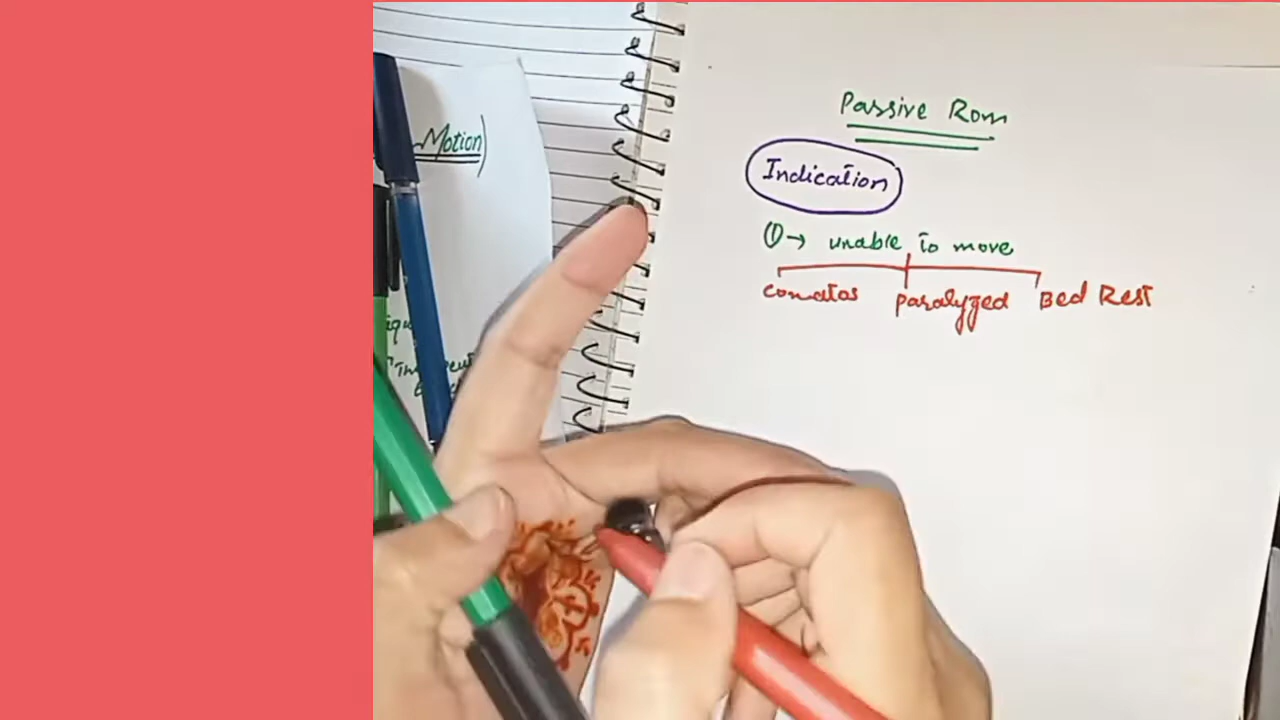 Motion)
Passive Rom
Indication
① → unable to move
comatos paralyzed Bed Rest